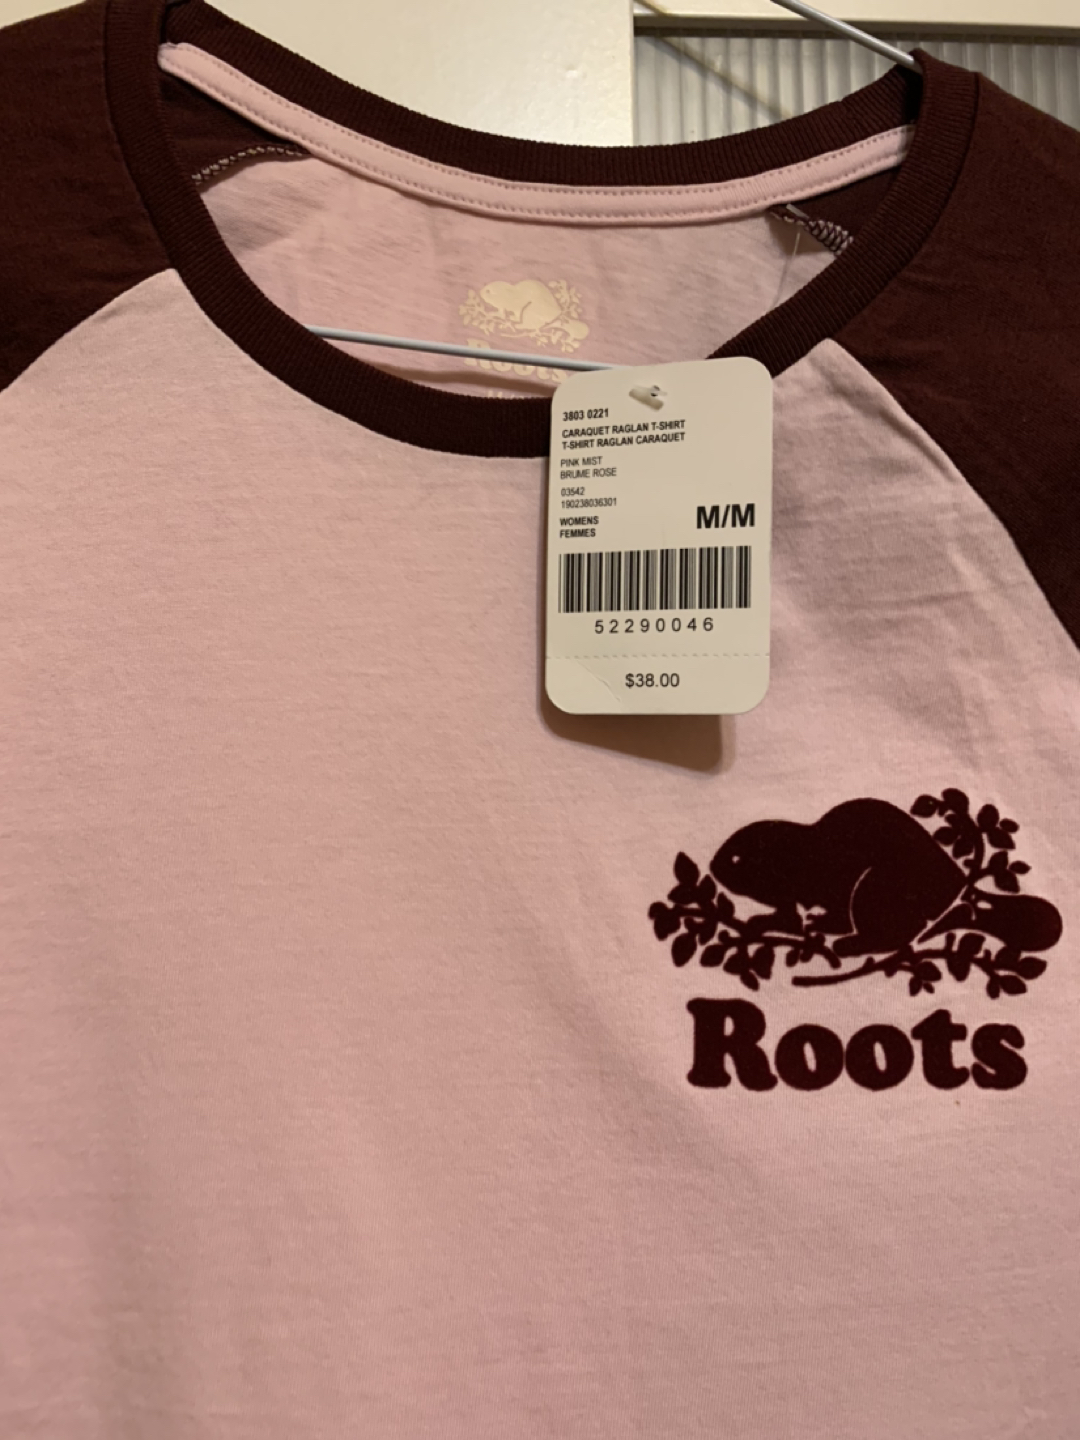 Roots
3803 0221
CARAQUET RAGLAN T-SHIRT
T-SHIRT RAGLAN CARAQUET
PINK MIST
BRUME ROSE
03542
190238036301
WOMENS
FEMMES
M/M
52290046
$38.00
Roots